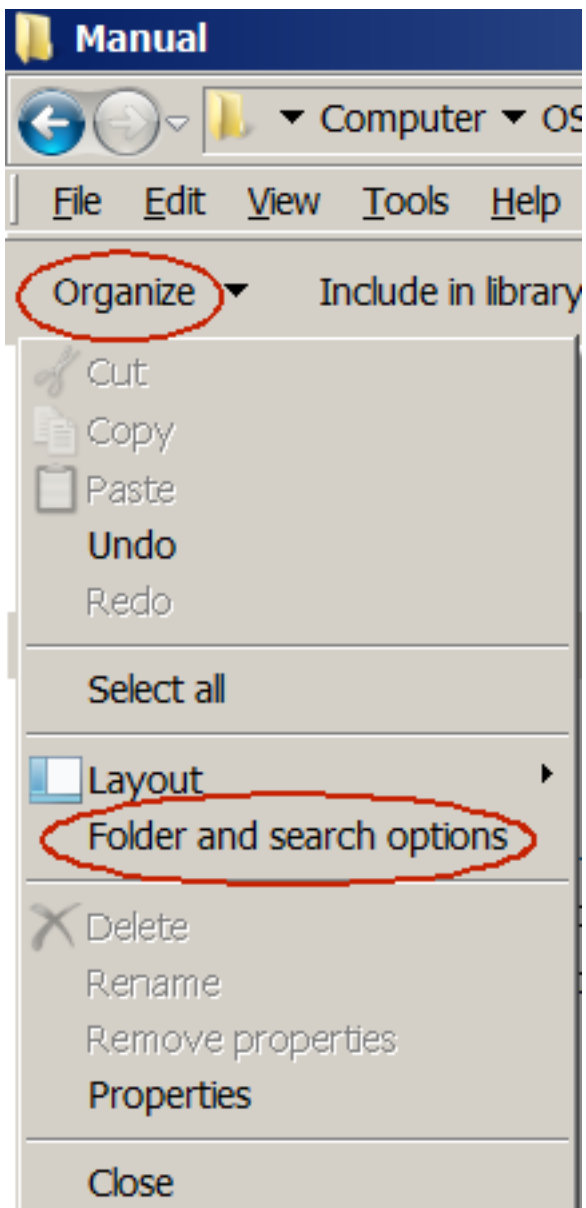 Manual
Computer OS
File Edit View Tools Help
Organize Include in library
Cut
Copy
Paste
Undo
Redo
Select all
Layout
Folder and search options
Delete
Rename
Remove properties
Properties
Close